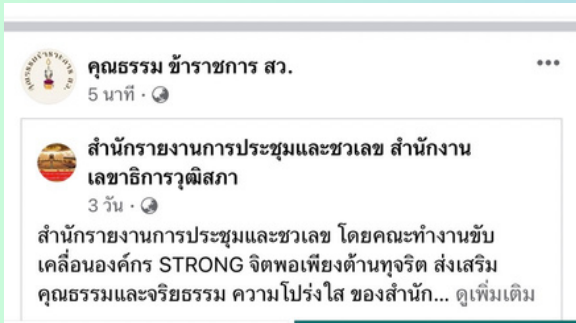 คุณธรรม ข้าราชการ สว.
5 นาที ·
สำนักรายงานการประชุมและชวเลข สำนักงาน
เลขาธิการวุฒิสภา
3 วัน ·
สำนักรายงานการประชุมและชวเลข โดยคณะทำงานขับ
เคลื่อนองค์กร STRONG จิตพอเพียงต้านทุจริต ส่งเสริม
คุณธรรมและจริยธรรม ความโปร่งใส ของสำนัก... ดูเพิ่มเติม